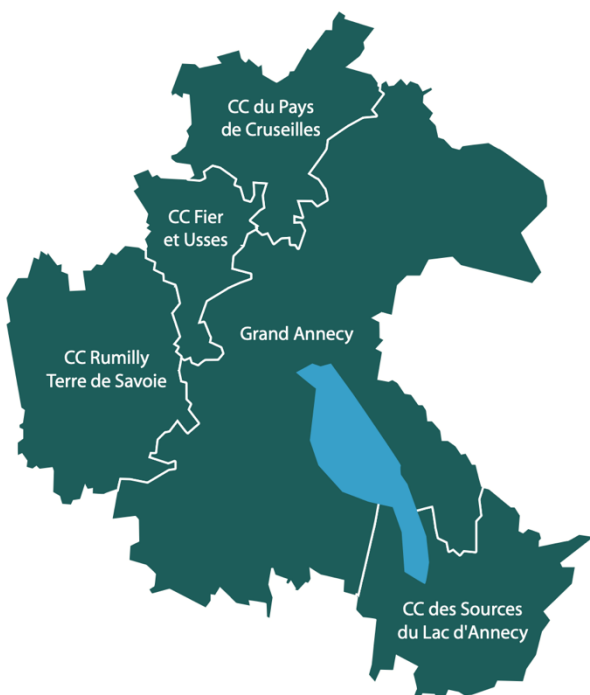 CC du Pays
de Cruseilles
CC Fier
et Usses
Grand Annecy
CC Rumilly
Terre de Savoie
CC des Sources
du Lac d'Annecy